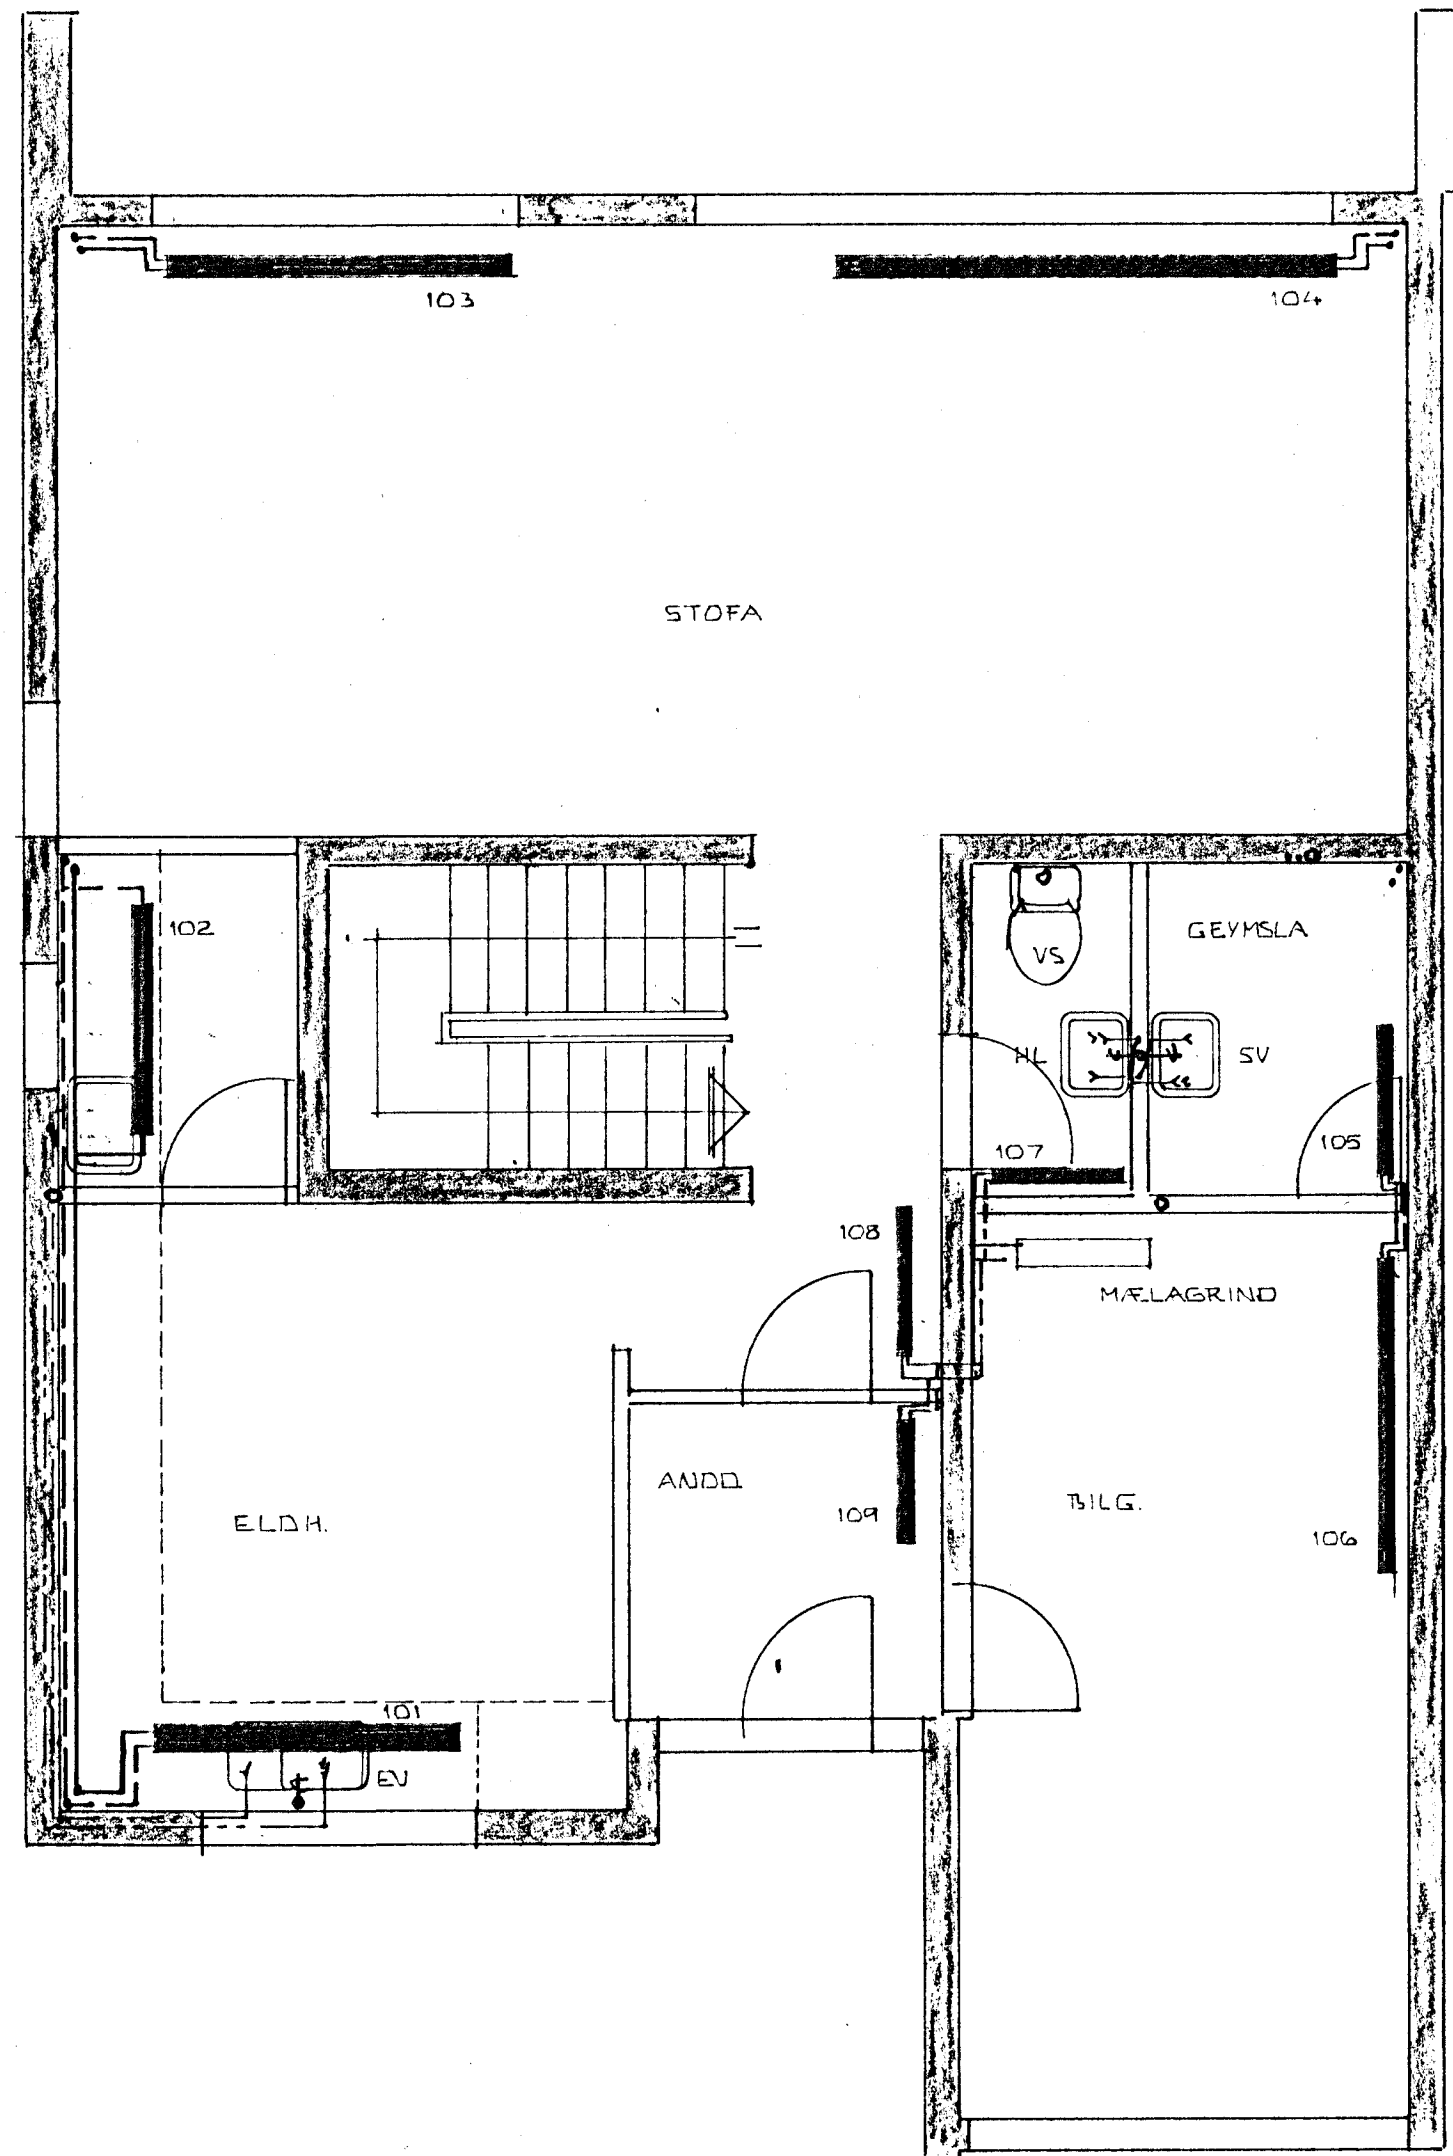 103
104
STOFA
102
GEYMSLA
VS
HL
SV
107
105
108
MÆLAGRIND
ANDD
BILG.
109
ELDH.
106
101
EV